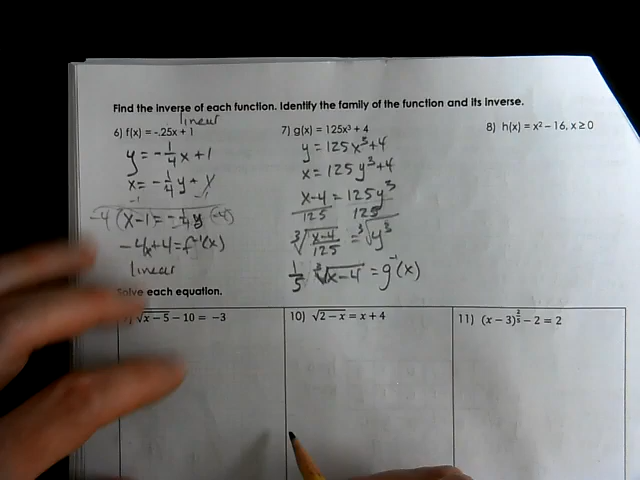 Find the inverse of each function. Identify the family of the function and its inverse.
linear
6) f(x) = -.25x + 1
y = -1/4 x + 1
x = -1/4 y + 1
-1 -1
-4 (x-1 = -1/4 y (-4)
-4x + 4 = f⁻¹(x)
linear
7) g(x) = 125x³ + 4
y = 125x³+4
x = 125y³+4
x-4 = 125y³
125 125
∛(x-4/125) = ∛y³
1/5 ∛(x-4) = g⁻¹(x)
8) h(x) = x² – 16, x ≥ 0
Solve each equation.
√(x – 5) – 10 = –3
10) √(2 – x) = x + 4
11) (x – 3)^(2/5) – 2 = 2